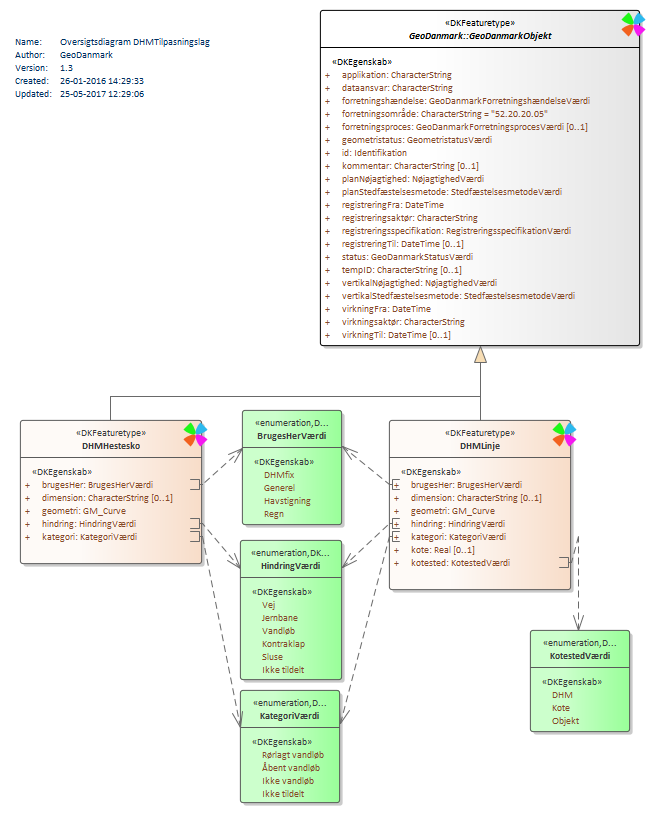 Name: Oversigtsdiagram DHMTilpasningslag
Author: GeoDanmark
Version: 1.3
Created: 26-01-2016 14:29:33
Updated: 25-05-2017 12:29:06
«DKFeaturetype»
GeoDanmark::GeoDanmarkObjekt
«DKEgenskab»
+ applikation: CharacterString
+ dataansvar: CharacterString
+ forretningshændelse: GeoDanmarkForretningshændelseVærdi
+ forretningsområde: CharacterString = "52.20.20.05"
+ forretningsproces: GeoDanmarkForretningsprocesVærdi [0..1]
+ geometristatus: GeometristatusVærdi
+ id: Identifikation
+ kommentar: CharacterString [0..1]
+ planNøjagtighed: NøjagtighedVærdi
+ planStedfæstelsesmetode: StedfæstelsesmetodeVærdi
+ registreringFra: DateTime
+ registreringsaktør: CharacterString
+ registreringsspecifikation: RegistreringsspecifikationVærdi
+ registreringTil: DateTime [0..1]
+ status: GeoDanmarkStatusVærdi
+ tempID: CharacterString [0..1]
+ vertikalNøjagtighed: NøjagtighedVærdi
+ vertikalStedfæstelsesmetode: StedfæstelsesmetodeVærdi
+ virkningFra: DateTime
+ virkningsaktør: CharacterString
+ virkningTil: DateTime [0..1]
«DKFeaturetype»
DHMHestesko
«DKEgenskab»
+ brugesHer: BrugesHerVærdi
+ dimension: CharacterString [0..1]
+ geometri: GM_Curve
+ hindring: HindringVærdi
+ kategori: KategoriVærdi
«enumeration,D...
BrugesHerVærdi
«DKEgenskab»
DHMfix
Generel
Havstigning
Regn
«DKFeaturetype»
DHMLinje
«DKEgenskab»
+ brugesHer: BrugesHerVærdi
+ dimension: CharacterString [0..1]
+ geometri: GM_Curve
+ hindring: HindringVærdi
+ kategori: KategoriVærdi
+ kote: Real [0..1]
+ kotested: KotestedVærdi
«enumeration,DK...
HindringVærdi
«DKEgenskab»
Vej
Jernbane
Vandløb
Kontraklap
Sluse
Ikke tildelt
«enumeration,D...
KotestedVærdi
«DKEgenskab»
DHM
Kote
Objekt
«enumeration,D...
KategoriVærdi
«DKEgenskab»
Rørlagt vandløb
Åbent vandløb
Ikke vandløb
Ikke tildelt